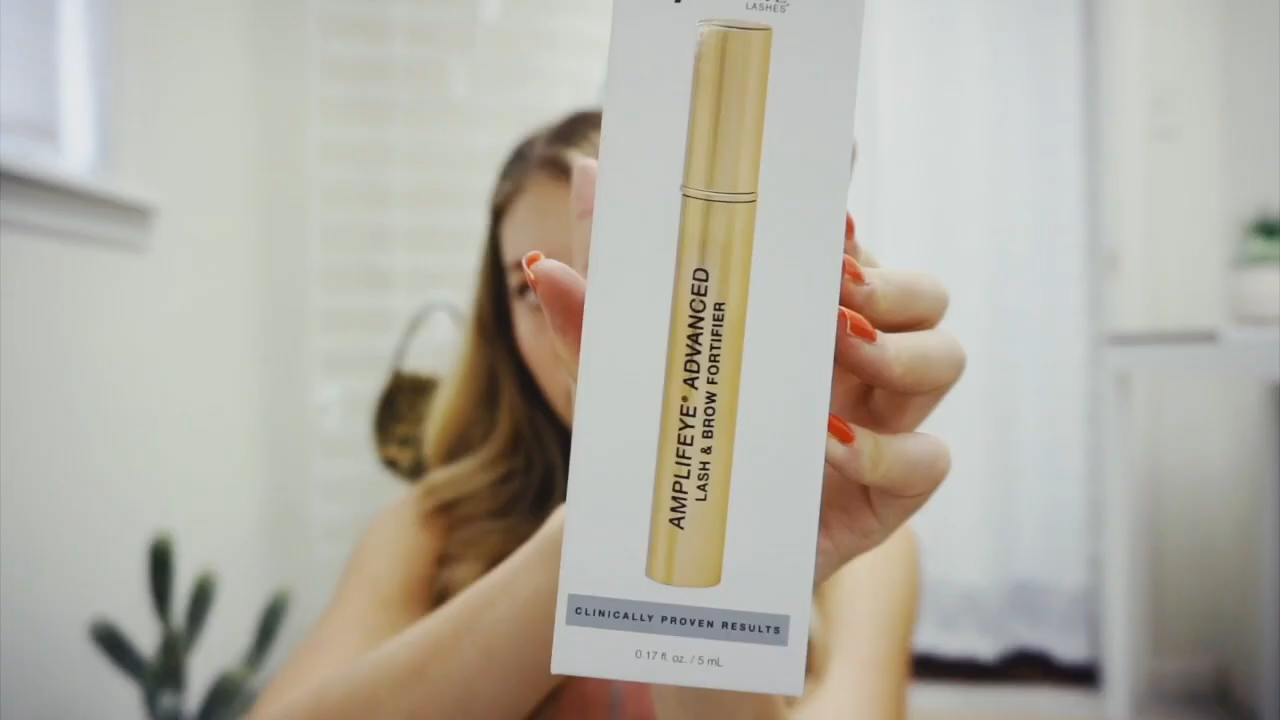 LASHES®
AMPLIFEYE® ADVANCED
LASH & BROW FORTIFIER
CLINICALLY PROVEN RESULTS
0.17 fl. oz. / 5 mL